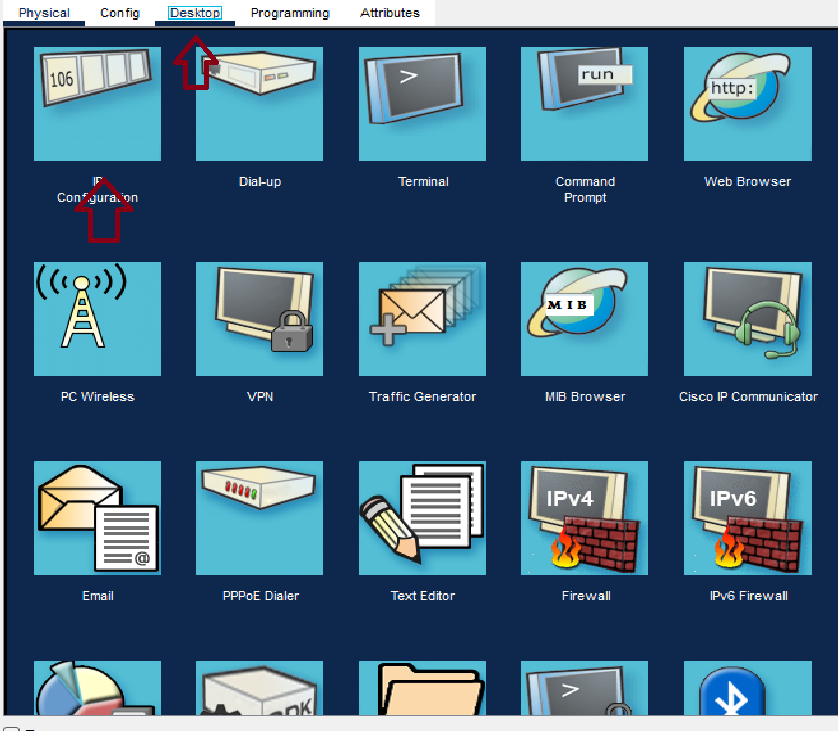 Physical Config Desktop Programming Attributes
106
>
run
http:
IP
Configuration
Dial-up
Terminal
Command
Prompt
Web Browser
MIB
PC Wireless
VPN
Traffic Generator
MIB Browser
Cisco IP Communicator
@
IPv4
IPv6
Email
PPPoE Dialer
Text Editor
Firewall
IPv6 Firewall
>